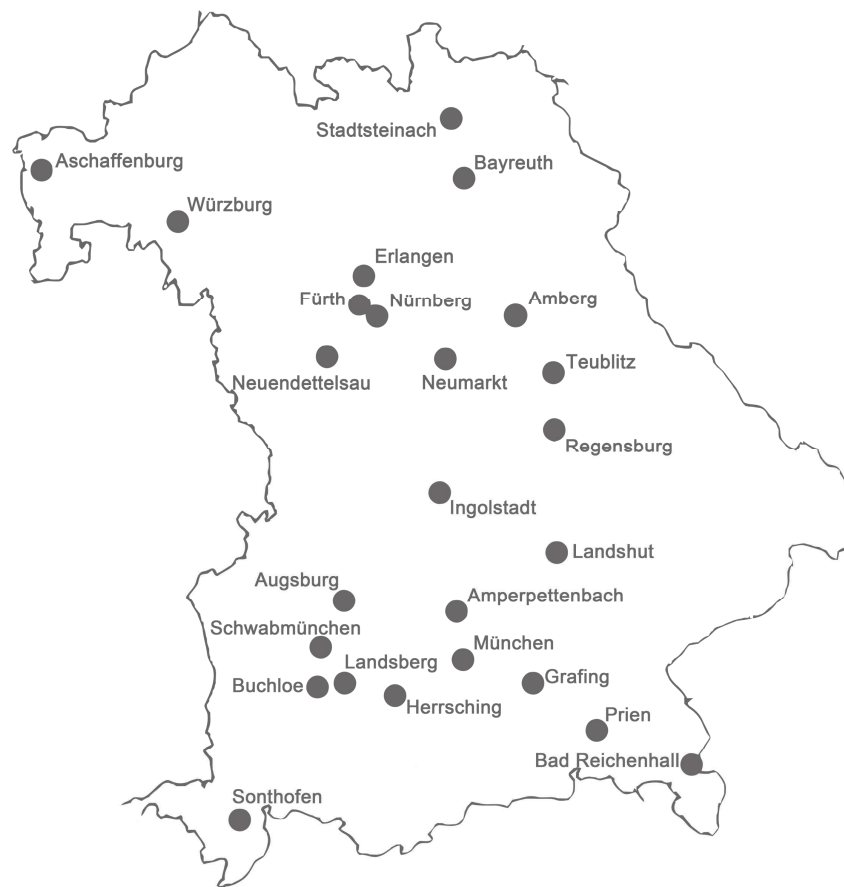 Stadtsteinach
Aschaffenburg
Bayreuth
Würzburg
Erlangen
Fürth
Nürnberg
Amberg
Teublitz
Neuendettelsau
Neumarkt
Regensburg
Ingolstadt
Landshut
Augsburg
Amperpettenbach
Schwabmünchen
München
Landsberg
Grafing
Buchloe
Herrsching
Prien
Bad Reichenhall
Sonthofen